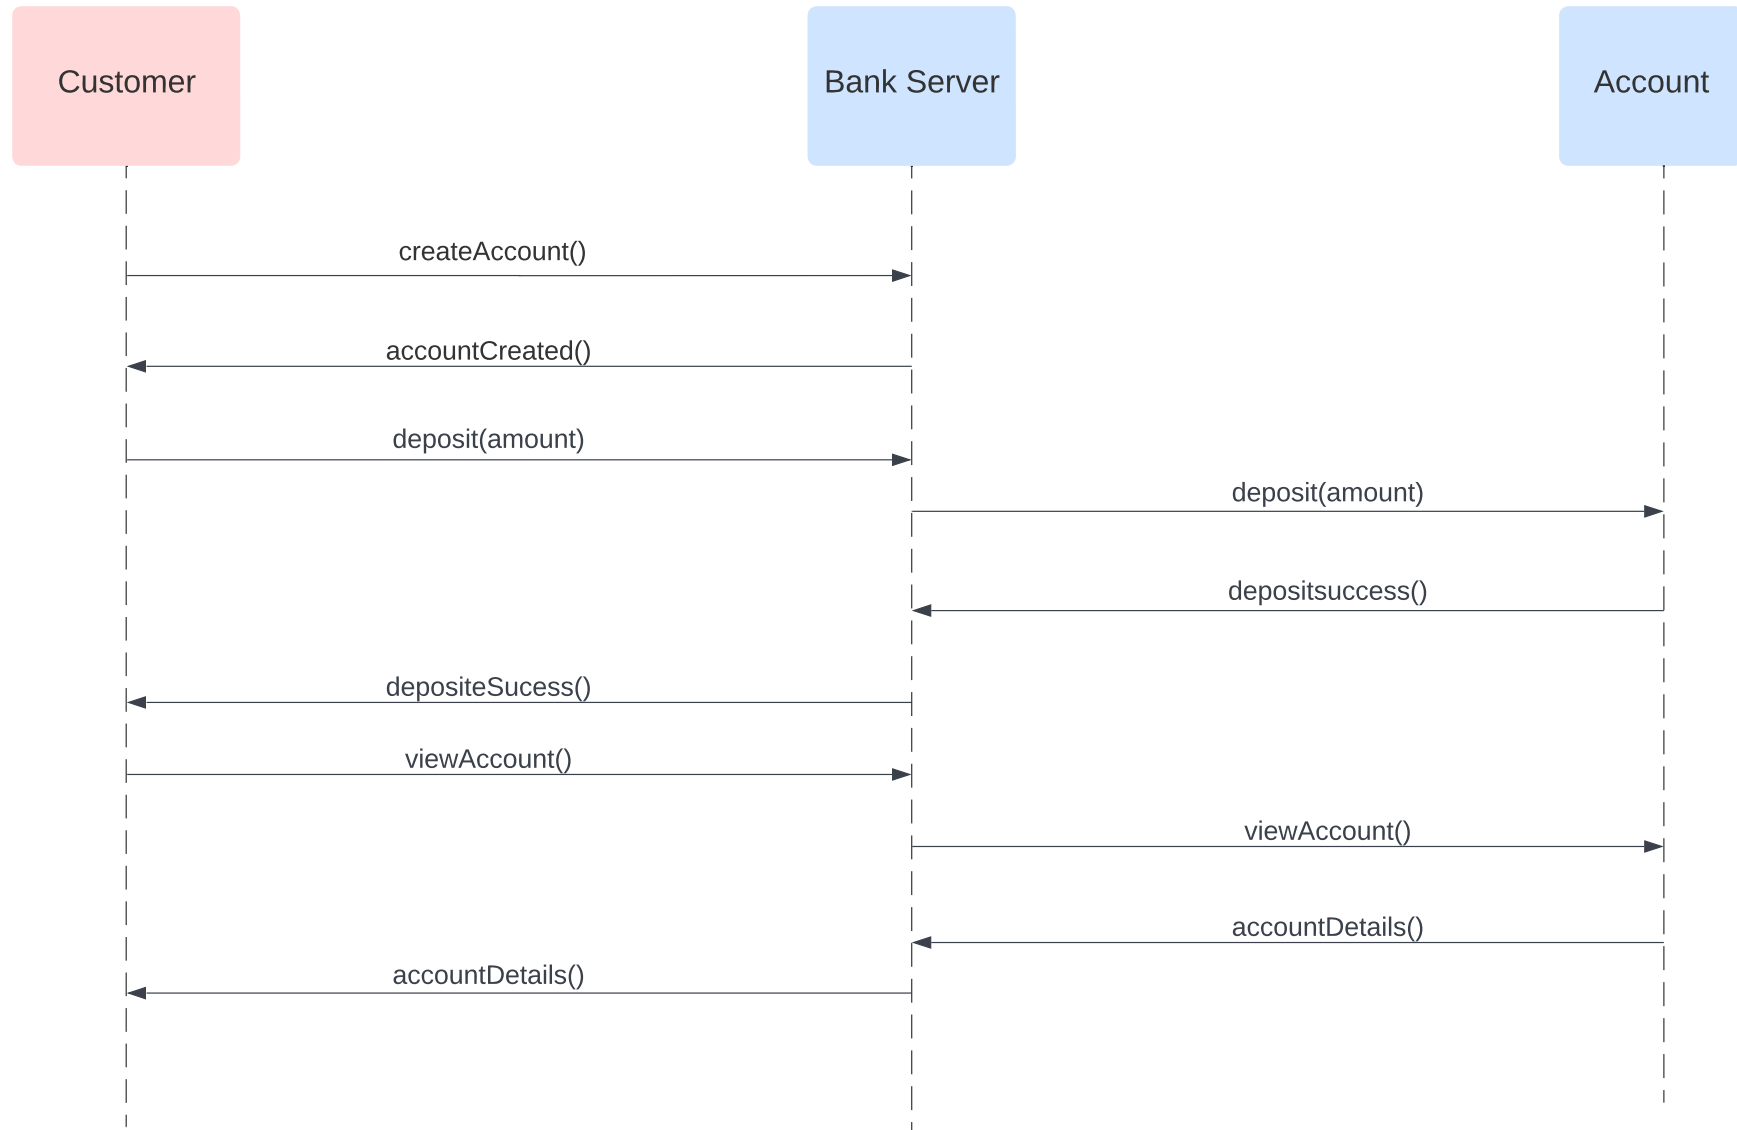 Customer
Bank Server
Account
createAccount()
accountCreated()
deposit(amount)
deposit(amount)
depositsuccess()
depositeSucess()
viewAccount()
viewAccount()
accountDetails()
accountDetails()